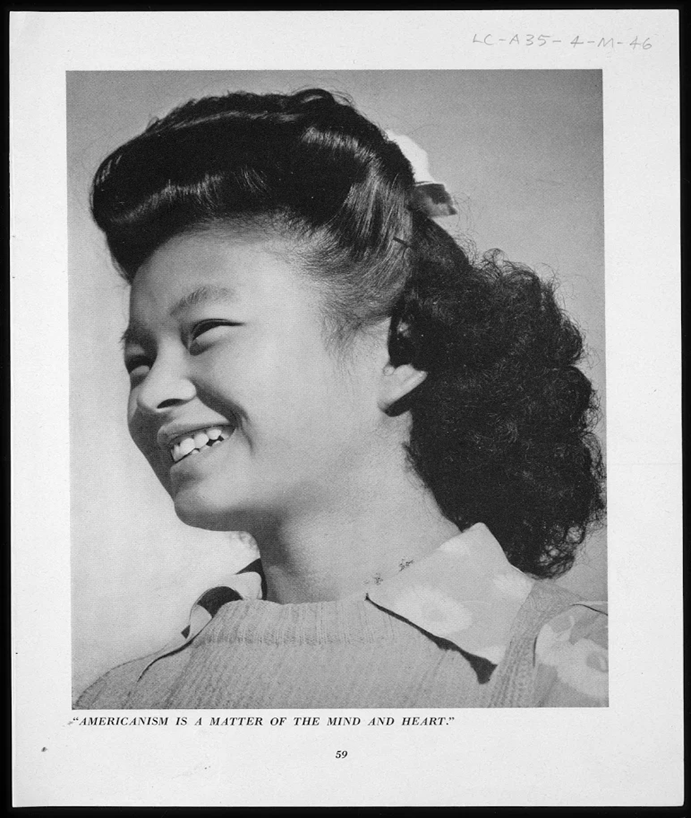 LC-A35-4-M-46
"AMERICANISM IS A MATTER OF THE MIND AND HEART."
59